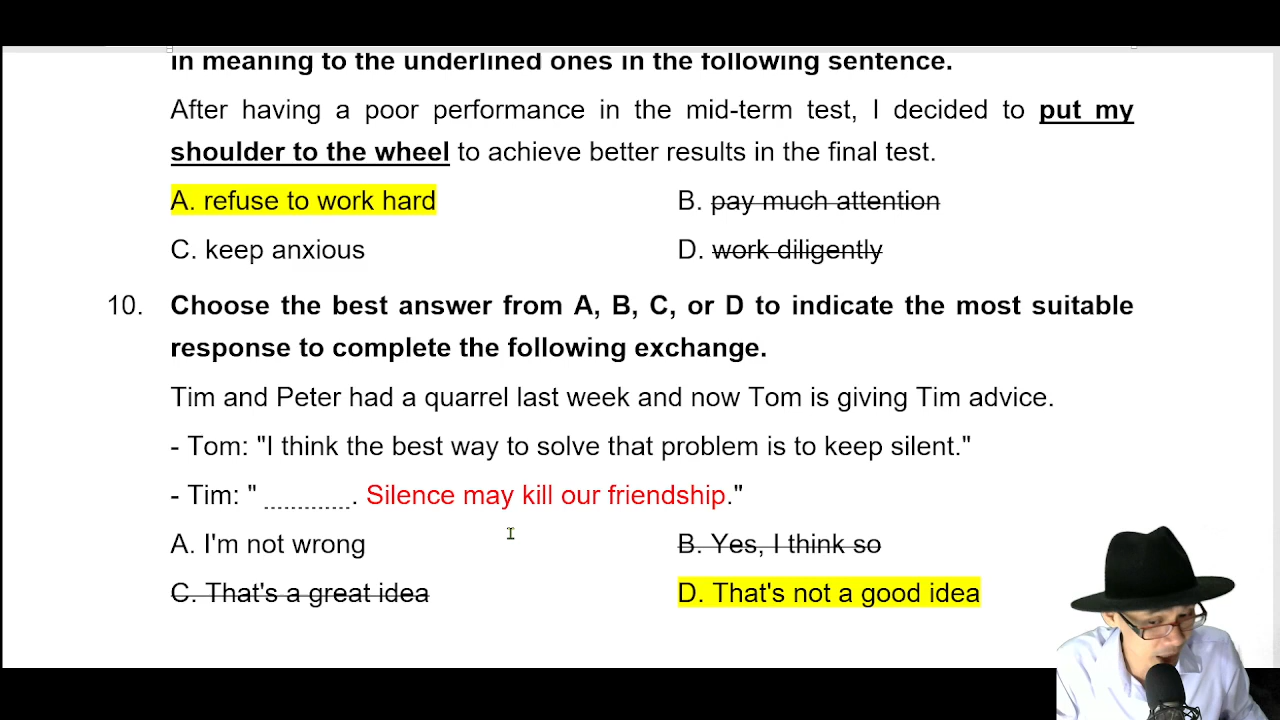 in meaning to the underlined ones in the following sentence.
After having a poor performance in the mid-term test, I decided to put my
shoulder to the wheel to achieve better results in the final test.
A. refuse to work hard
B. pay much attention
C. keep anxious
D. work diligently
10. Choose the best answer from A, B, C, or D to indicate the most suitable
response to complete the following exchange.
Tim and Peter had a quarrel last week and now Tom is giving Tim advice.
- Tom: "I think the best way to solve that problem is to keep silent."
- Tim: " ............. Silence may kill our friendship."
A. I'm not wrong
B. Yes, I think so
C. That's a great idea
D. That's not a good idea